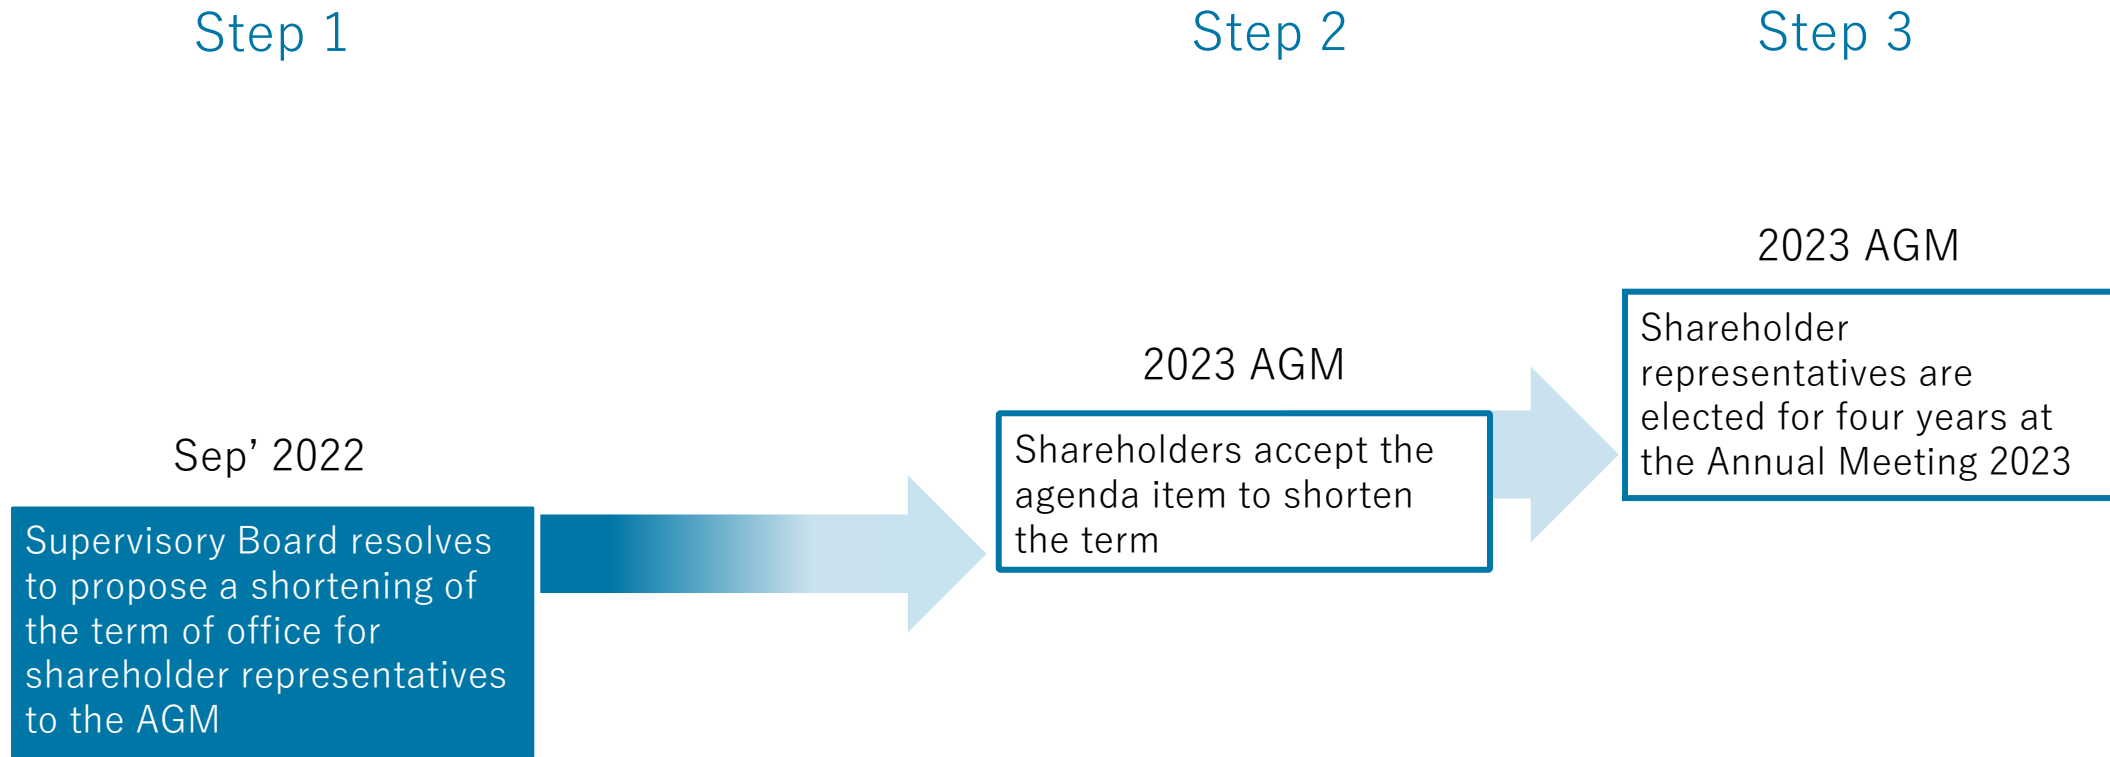 Step 1
Step 2
Step 3
Sep’ 2022
Supervisory Board resolves
to propose a shortening of
the term of office for
shareholder representatives
to the AGM
2023 AGM
Shareholders accept the
agenda item to shorten
the term
2023 AGM
Shareholder
representatives are
elected for four years at
the Annual Meeting 2023